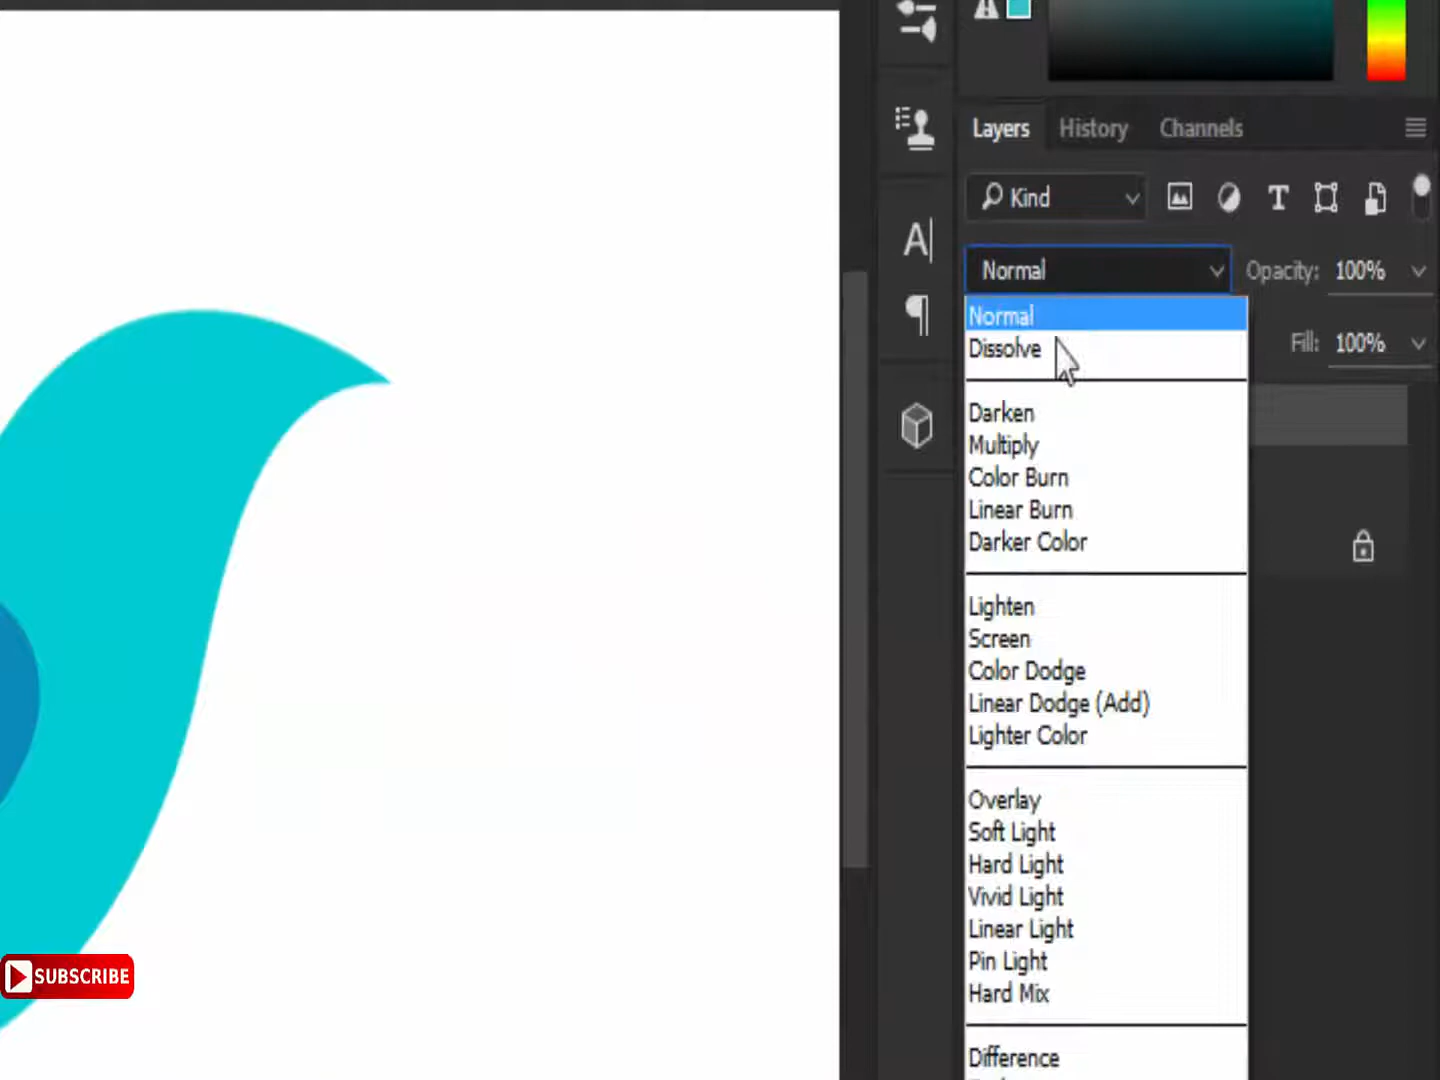 Layers History Channels
Kind
Normal Opacity: 100%
Normal
Dissolve
Fill: 100%
Darken
Multiply
Color Burn
Linear Burn
Darker Color
Lighten
Screen
Color Dodge
Linear Dodge (Add)
Lighter Color
Overlay
Soft Light
Hard Light
Vivid Light
Linear Light
Pin Light
Hard Mix
Difference
SUBSCRIBE